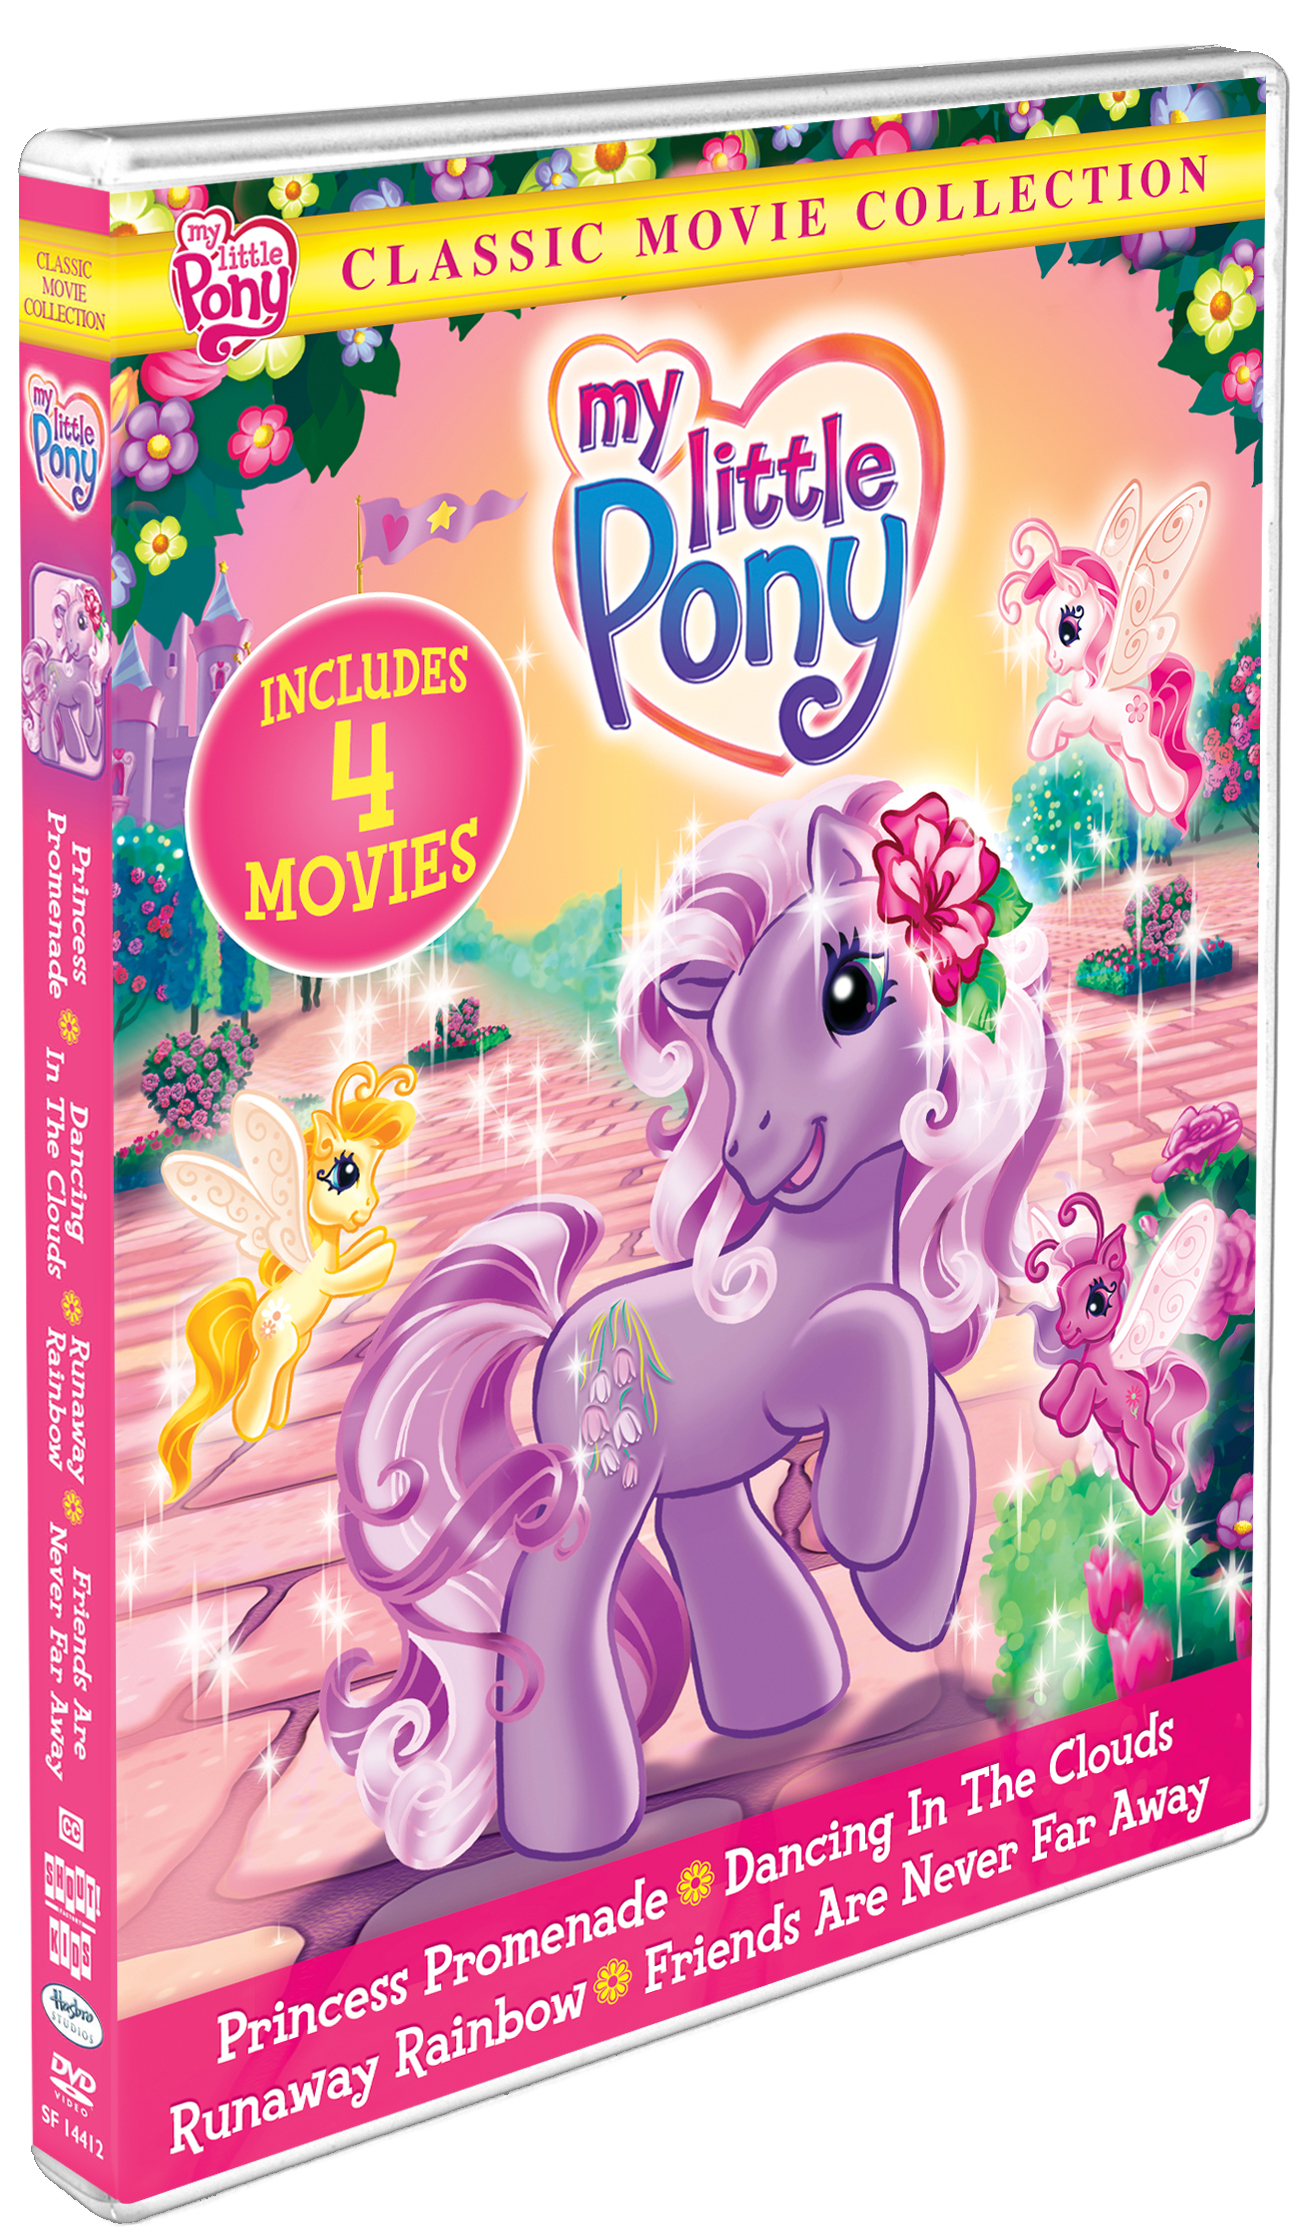 CLASSIC
MOVIE
COLLECTION
my
little
Pony
Princess
Promenade
Dancing
In The Clouds
Runaway
Rainbow
Friends Are
Never Far Away
CC
SHOUT!
FACTORY
KIDS
Hasbro
STUDIOS
DVD
VIDEO
SF 14412
my
little
Pony
CLASSIC MOVIE COLLECTION
my
little
Pony
INCLUDES
4
MOVIES
Princess Promenade Dancing In The Clouds
Runaway Rainbow Friends Are Never Far Away